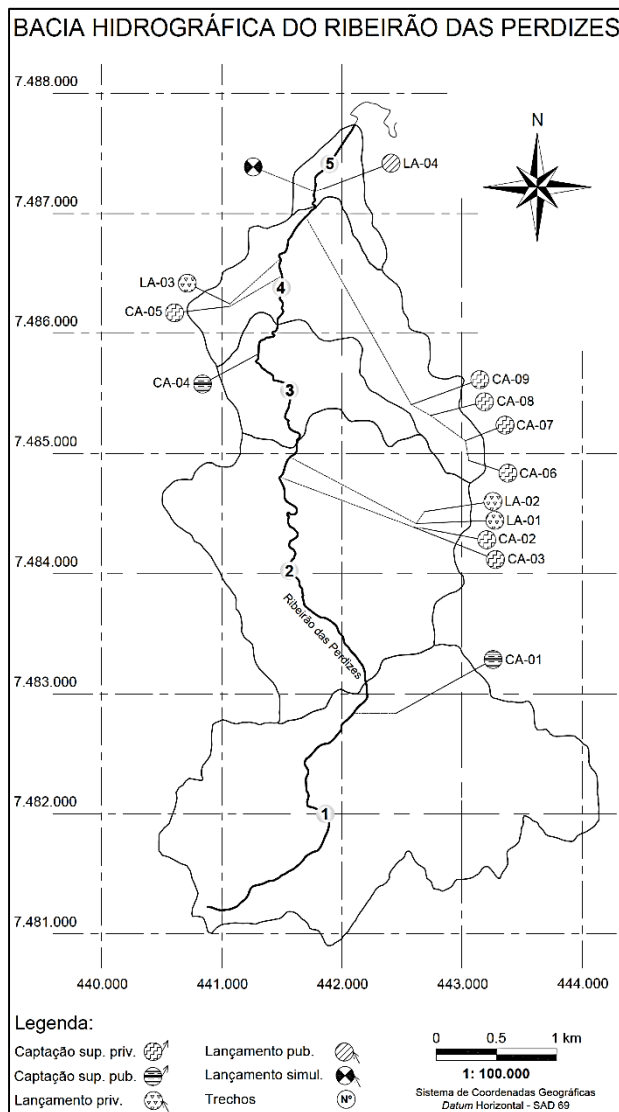 BACIA HIDROGRÁFICA DO RIBEIRÃO DAS PERDIZES
7.488.000
N
5
LA-04
7.487.000
LA-03
4
CA-05
7.486.000
CA-09
CA-04
CA-08
3
CA-07
7.485.000
CA-06
LA-02
LA-01
CA-02
CA-03
7.484.000
2
Ribeirão das Perdizes
CA-01
7.483.000
7.482.000
1
7.481.000
440.000 441.000 442.000 443.000 444.000
Legenda:
Captação sup. priv.
Captação sup. pub.
Lançamento priv.
Lançamento pub.
Lançamento simul.
Trechos
Nº
0 0.5 1 km
1: 100.000
Sistema de Coordenadas Geográficas
Datum Horizontal - SAD 69